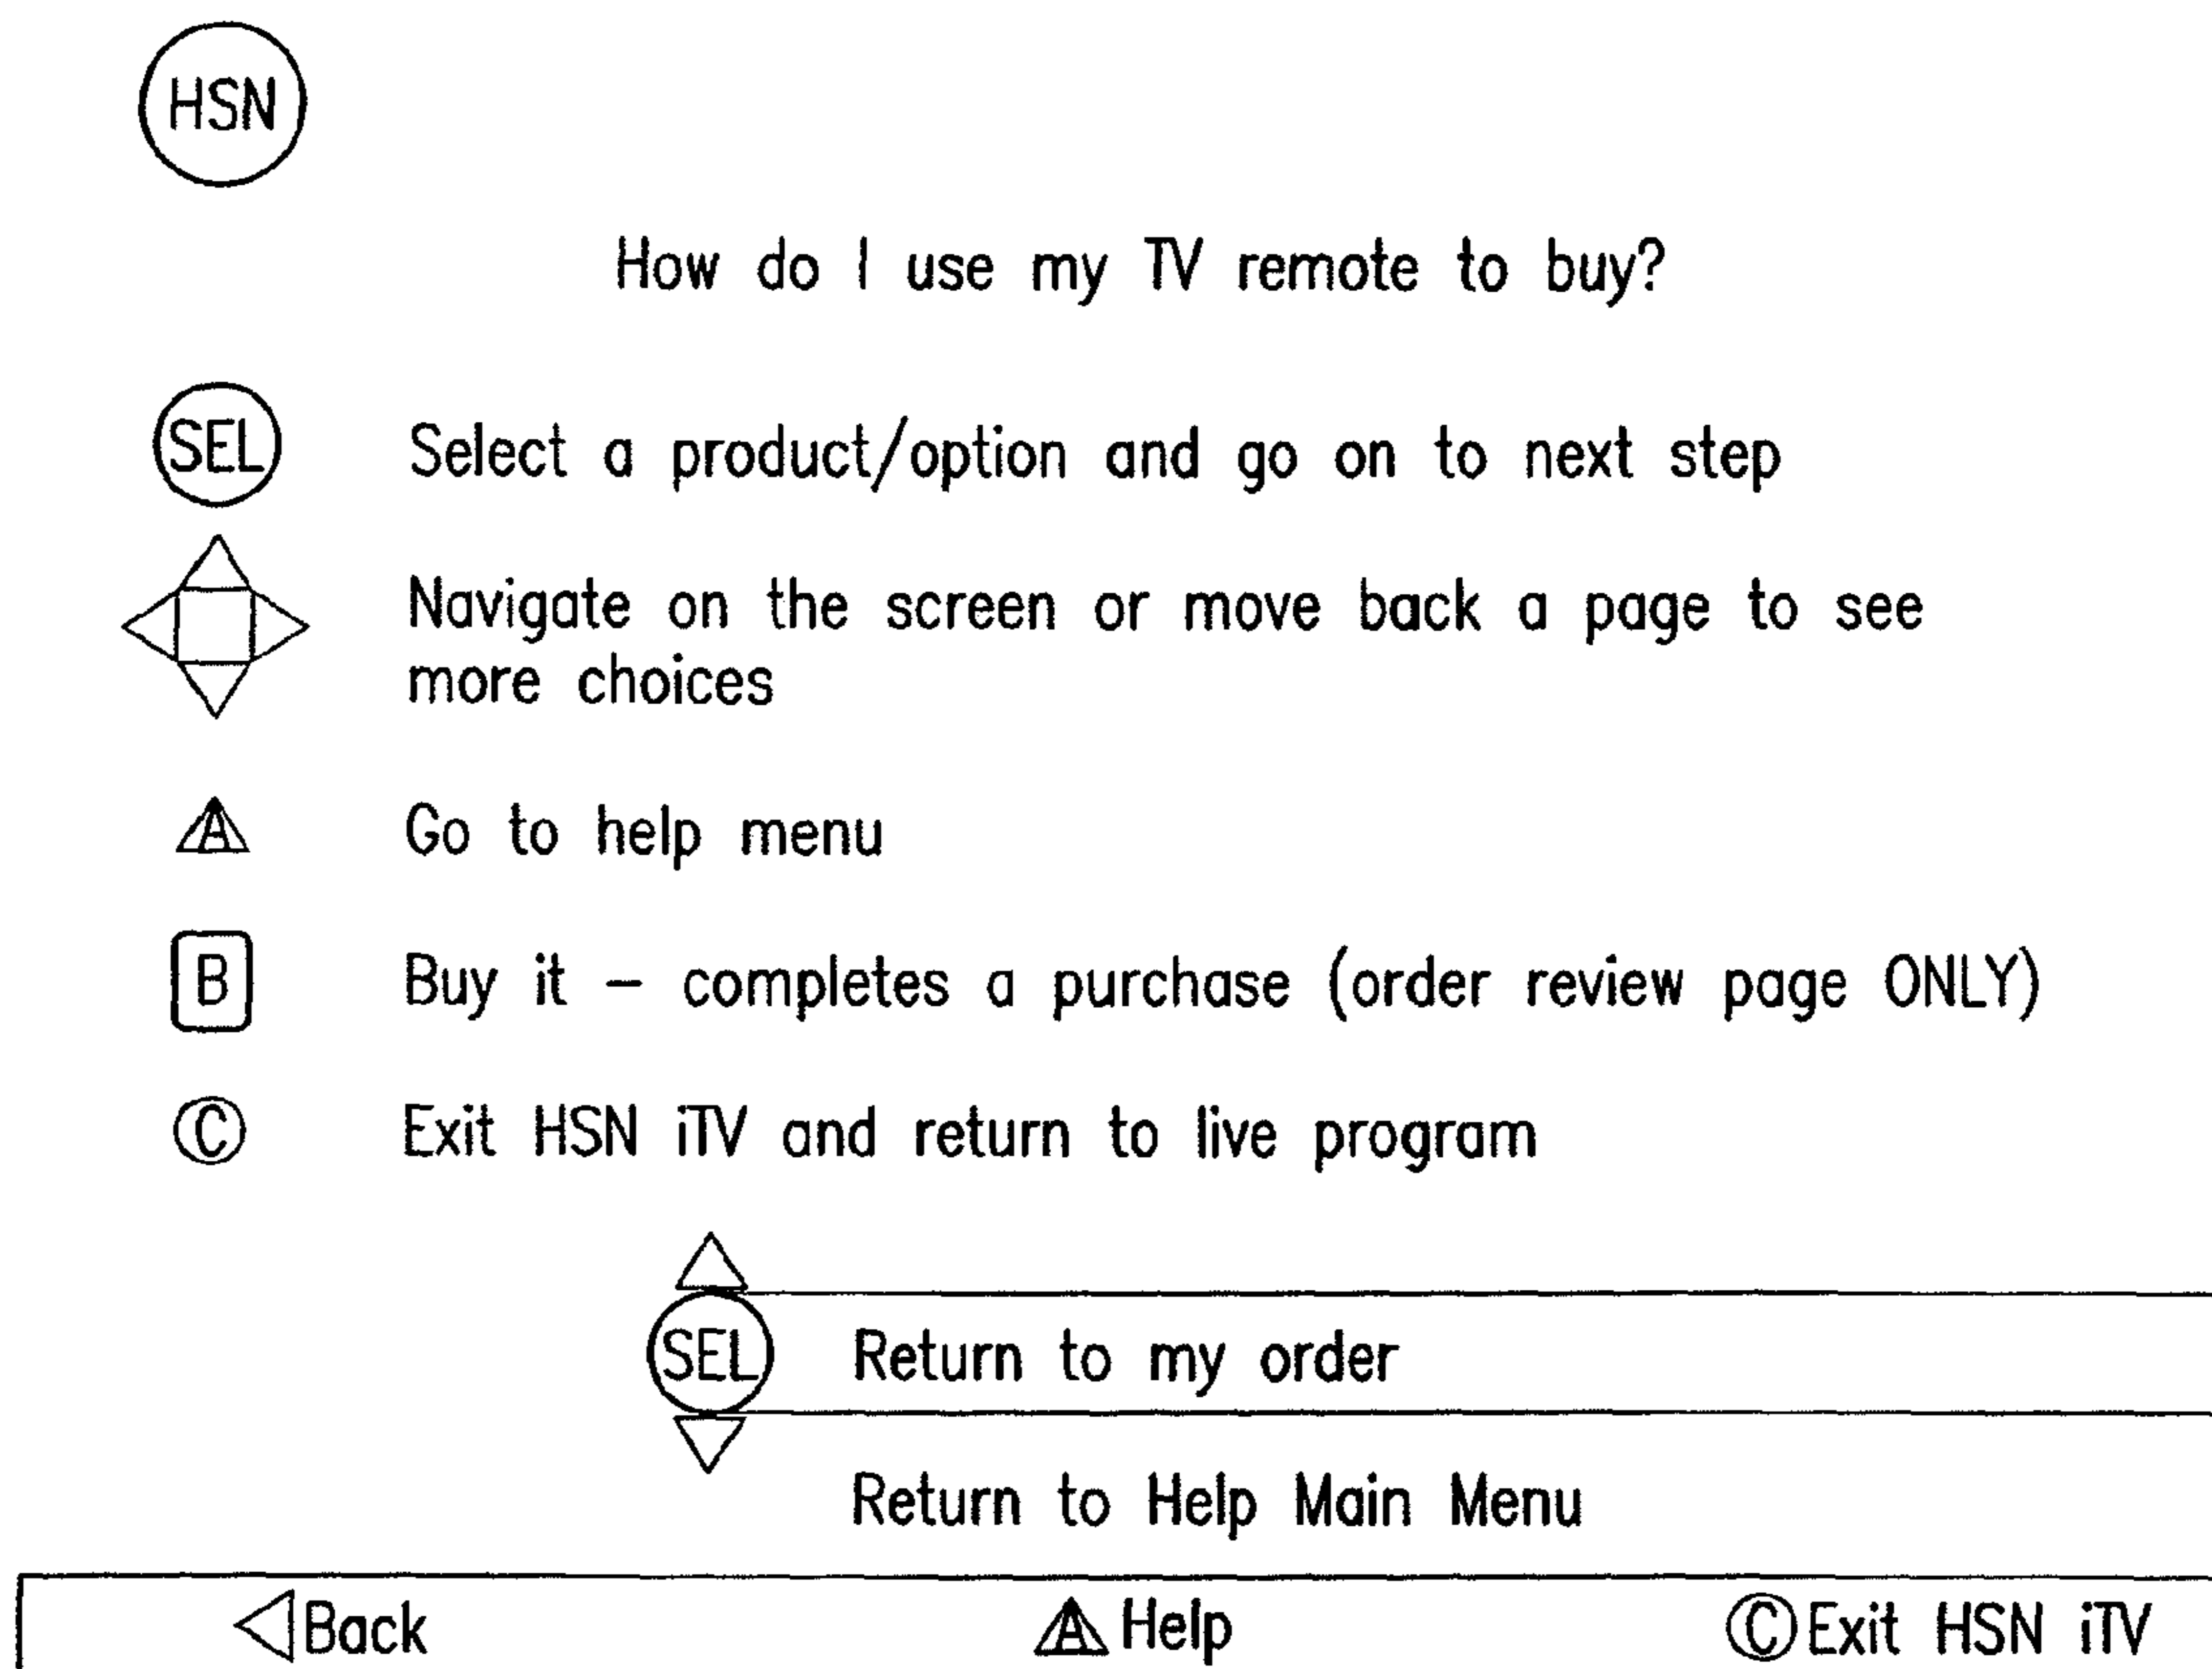 HSN
How do I use my TV remote to buy?
SEL Select a product/option and go on to next step
Navigate on the screen or move back a page to see
more choices
A Go to help menu
B Buy it – completes a purchase (order review page ONLY)
C Exit HSN iTV and return to live program
SEL Return to my order
Return to Help Main Menu
Back A Help C Exit HSN iTV